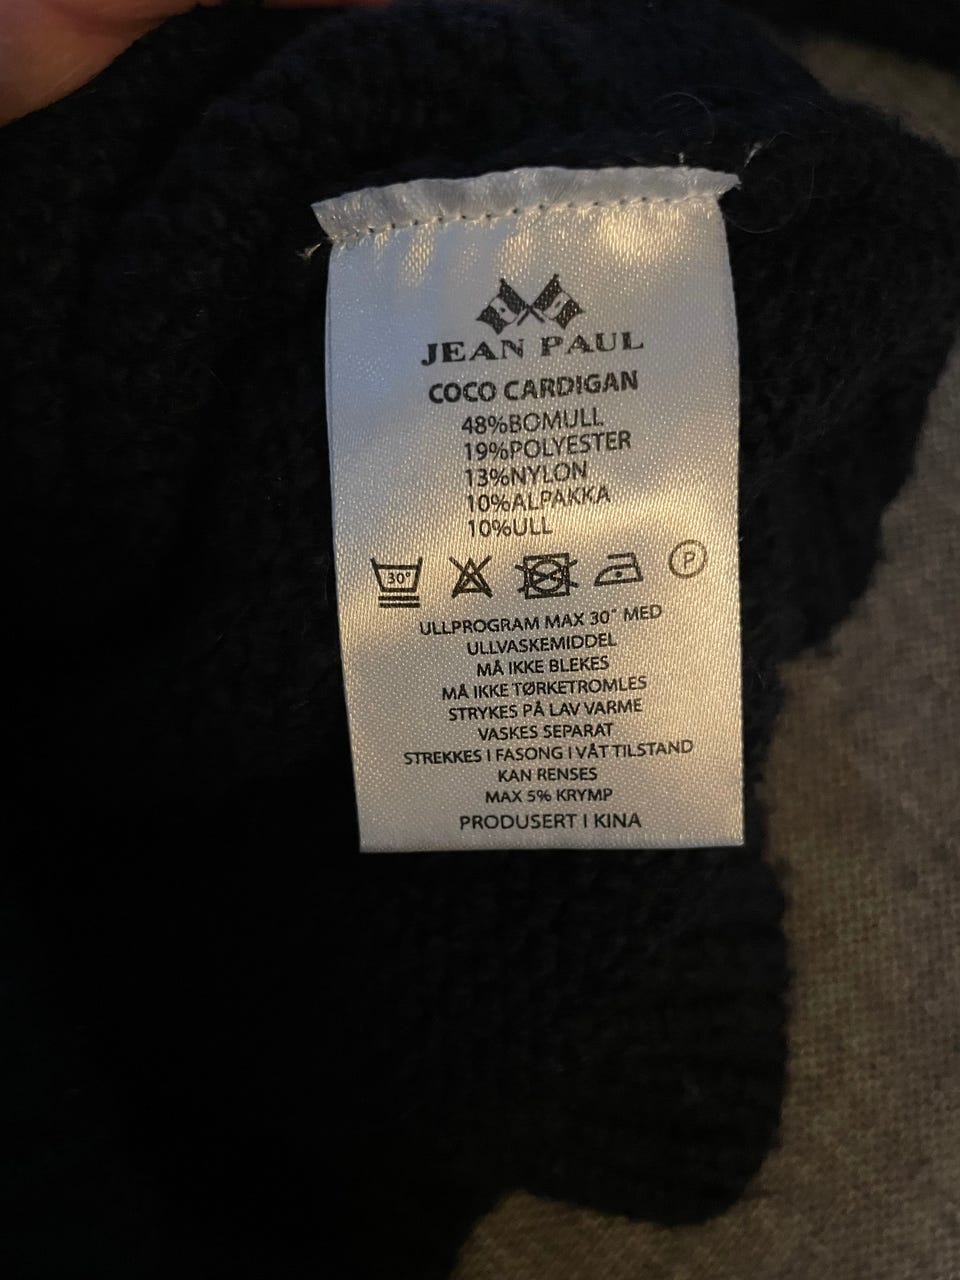 JEAN PAUL
COCO CARDIGAN
48%BOMULL
19%POLYESTER
13%NYLON
10%ALPAKKA
10%ULL
30° P
ULLPROGRAM MAX 30° MED
ULLVASKEMIDDEL
MÅ IKKE BLEKES
MÅ IKKE TØRKETROMLES
STRYKES PÅ LAV VARME
VASKES SEPARAT
STREKKES I FASONG I VÅT TILSTAND
KAN RENSES
MAX 5% KRYMP
PRODUSERT I KINA